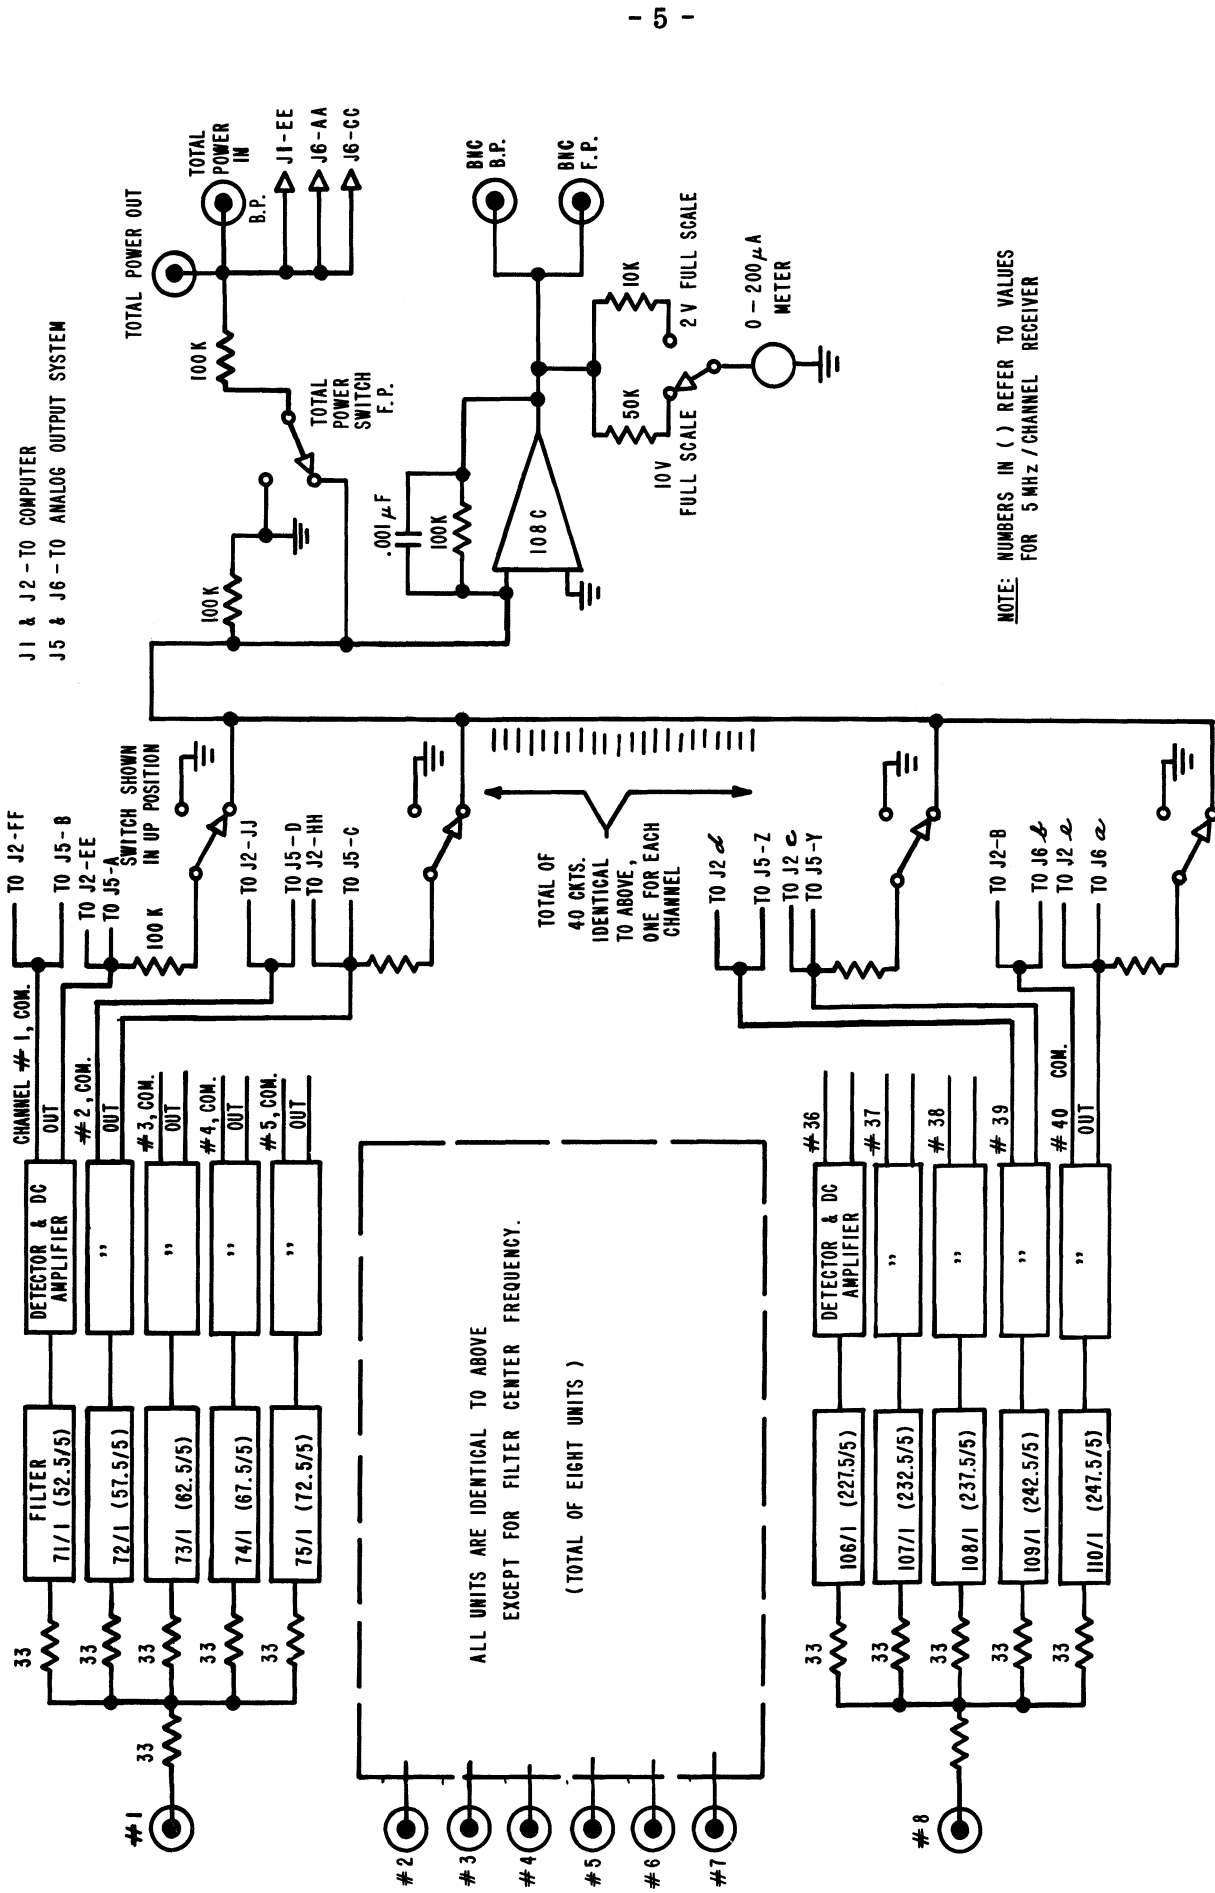 - 5 -
J1 & J2 - TO COMPUTER
J5 & J6 - TO ANALOG OUTPUT SYSTEM
TOTAL POWER OUT
TOTAL
POWER
IN
B.P.
J1-EE
J6-AA
J6-CC
100K
100K
TOTAL
POWER
SWITCH
F.P.
.001 µF
100K
108C
BNC
B.P.
BNC
F.P.
50K
10K
10V
FULL SCALE
2V FULL SCALE
0-200µA
METER
NOTE: NUMBERS IN ( ) REFER TO VALUES
FOR 5 MHz / CHANNEL RECEIVER
TO J2-FF
TO J5-B
TO J2-EE
TO J5-A
SWITCH SHOWN
IN UP POSITION
100K
TO J2-JJ
TO J5-D
TO J2-HH
TO J5-C
TOTAL OF
40 CKTS.
IDENTICAL
TO ABOVE,
ONE FOR EACH
CHANNEL
TO J2 d
TO J5-Z
TO J2 c
TO J5-Y
TO J2-B
TO J6 b
TO J2 e
TO J6 a
CHANNEL #1, COM.
OUT
#2, COM.
OUT
#3, COM.
OUT
#4, COM.
OUT
#5, COM.
OUT
DETECTOR & DC
AMPLIFIER
"
"
"
"
FILTER
71/1 (52.5/5)
72/1 (57.5/5)
73/1 (62.5/5)
74/1 (67.5/5)
75/1 (72.5/5)
33
33
33
33
33
33
#1
ALL UNITS ARE IDENTICAL TO ABOVE
EXCEPT FOR FILTER CENTER FREQUENCY.
(TOTAL OF EIGHT UNITS)
#2
#3
#4
#5
#6
#7
#36
#37
#38
#39
#40 COM.
OUT
DETECTOR & DC
AMPLIFIER
"
"
"
"
106/1 (227.5/5)
107/1 (232.5/5)
108/1 (237.5/5)
109/1 (242.5/5)
110/1 (247.5/5)
33
33
33
33
33
#8